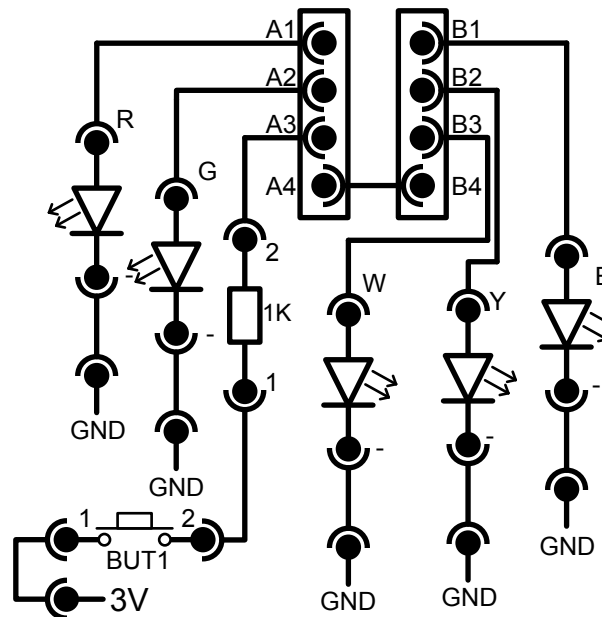 A1
B1
A2
B2
R
A3
B3
G
A4
B4
2
W
Y
-
1K
-
1
-
GND
-
-
GND
1
2
BUT1
GND
3V
GND
GND